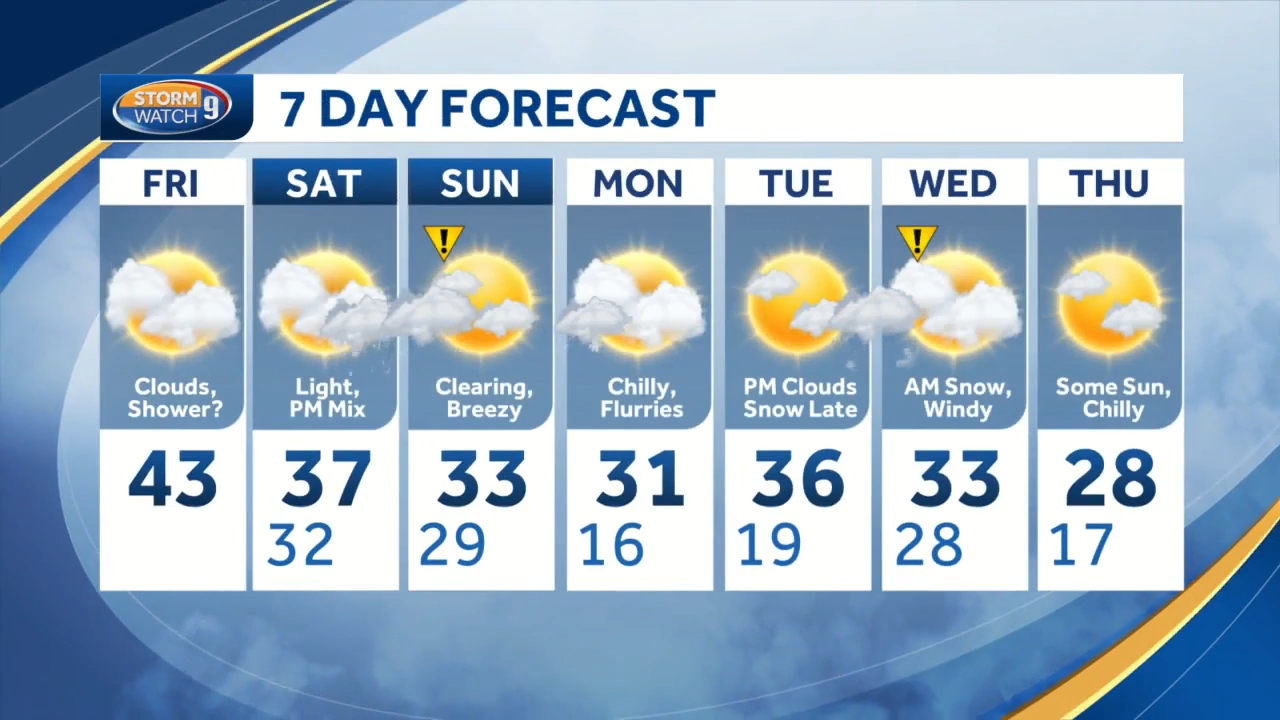 STORM
WATCH 9
7 DAY FORECAST
FRI
SAT
SUN
MON
TUE
WED
THU
!
!
Clouds,
Shower?
Light,
PM Mix
Clearing,
Breezy
Chilly,
Flurries
PM Clouds
Snow Late
AM Snow,
Windy
Some Sun,
Chilly
43
37
33
31
36
33
28
32
29
16
19
28
17